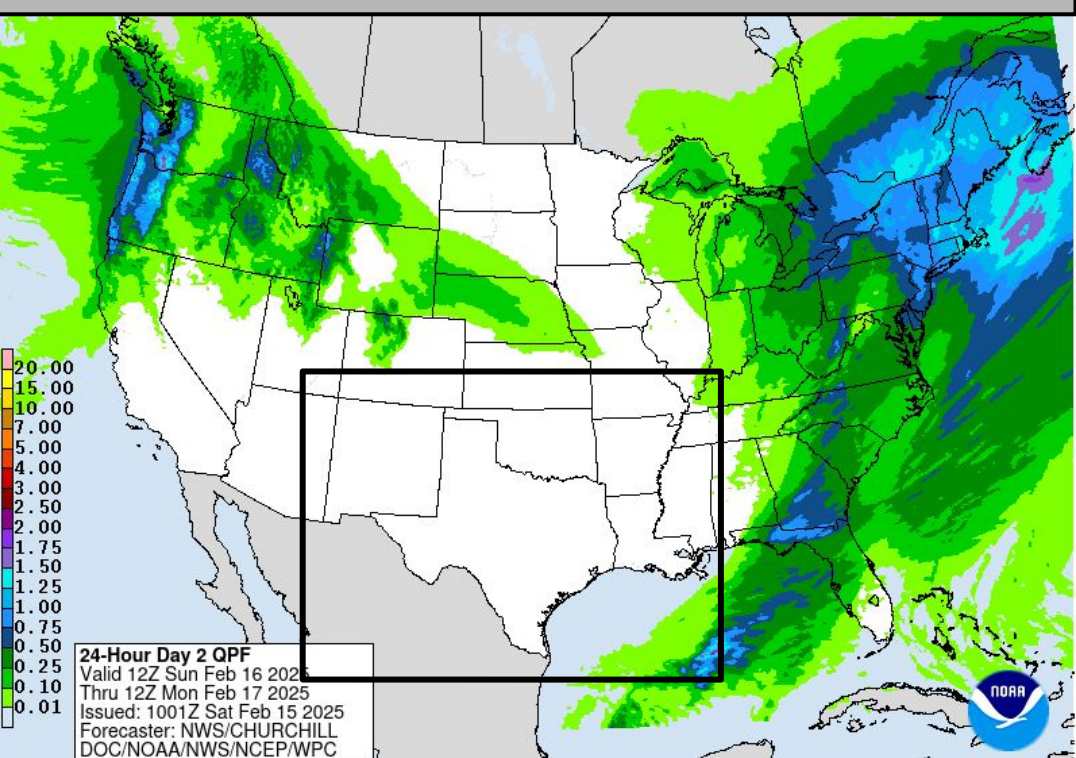 20.00
15.00
10.00
7.00
5.00
4.00
3.00
2.50
2.00
1.75
1.50
1.25
1.00
0.75
0.50
0.25
0.10
0.01
24-Hour Day 2 QPF
Valid 12Z Sun Feb 16 2025
Thru 12Z Mon Feb 17 2025
Issued: 1001Z Sat Feb 15 2025
Forecaster: NWS/CHURCHILL
DOC/NOAA/NWS/NCEP/WPC
NOAA